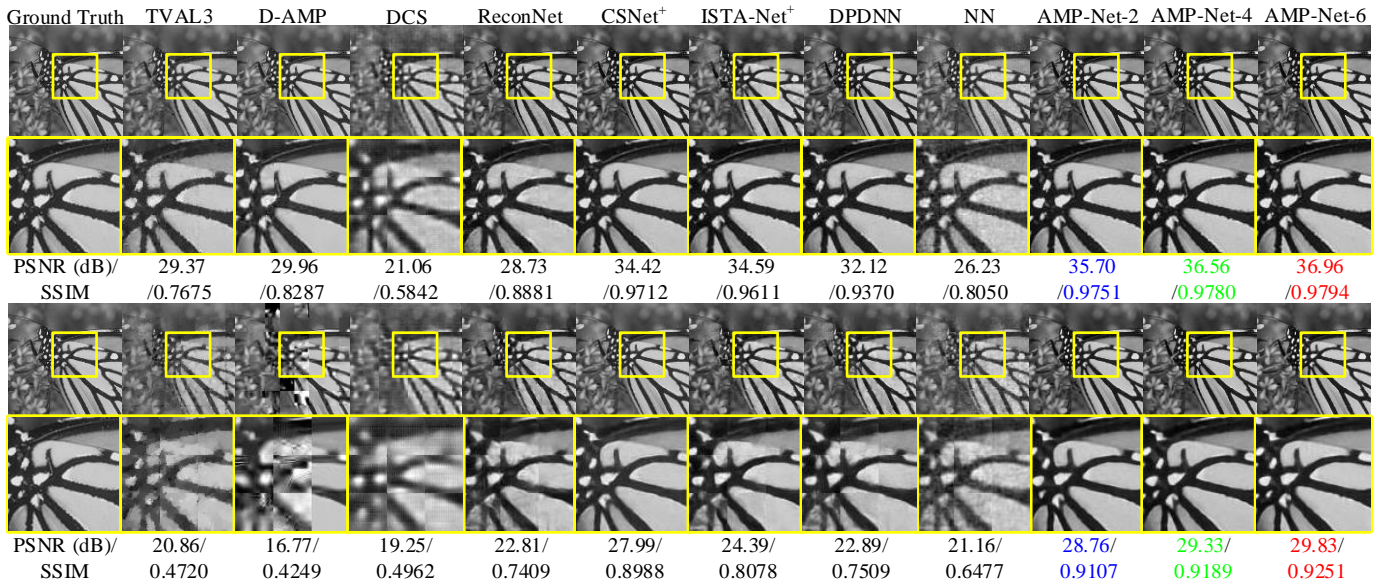 Ground Truth TVAL3 D-AMP DCS ReconNet CSNet+ ISTA-Net+ DPDNN NN AMP-Net-2 AMP-Net-4 AMP-Net-6
PSNR (dB)/ 29.37 29.96 21.06 28.73 34.42 34.59 32.12 26.23 35.70 36.56 36.96
SSIM /0.7675 /0.8287 /0.5842 /0.8881 /0.9712 /0.9611 /0.9370 /0.8050 /0.9751 /0.9780 /0.9794
PSNR (dB)/ 20.86/ 16.77/ 19.25/ 22.81/ 27.99/ 24.39/ 22.89/ 21.16/ 28.76/ 29.33/ 29.83/
SSIM 0.4720 0.4249 0.4962 0.7409 0.8988 0.8078 0.7509 0.6477 0.9107 0.9189 0.9251